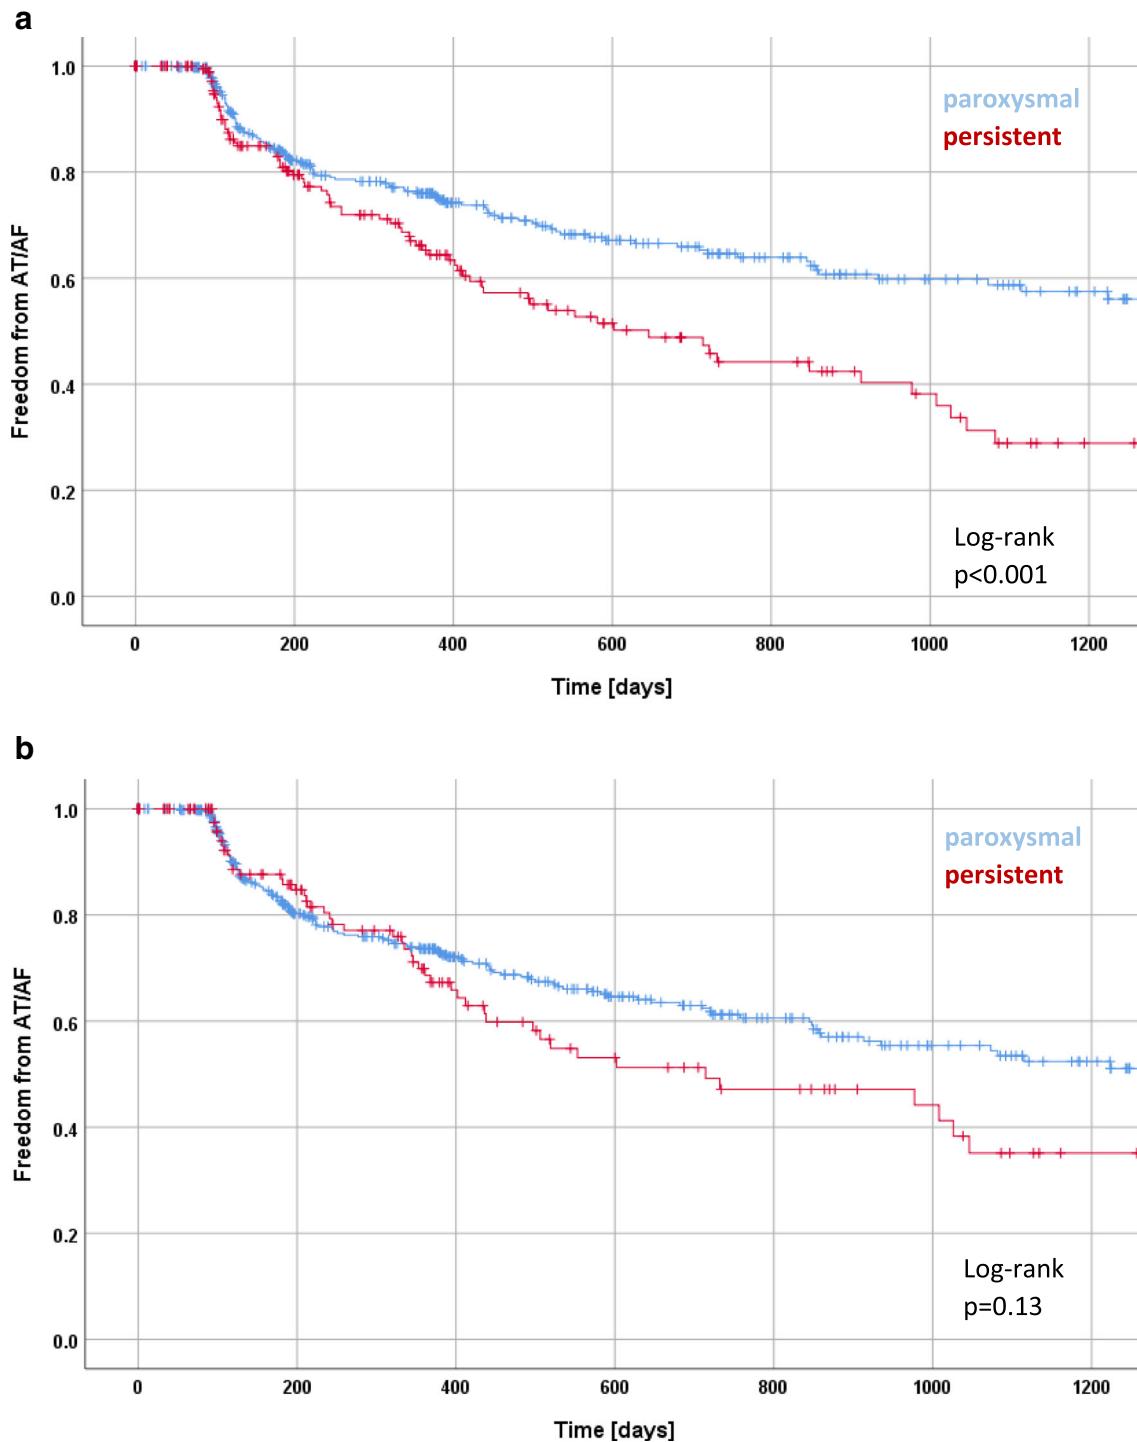 a
1.0
0.8
0.6
0.4
0.2
0.0
Freedom from AT/AF
paroxysmal
persistent
Log-rank
p<0.001
0 200 400 600 800 1000 1200
Time [days]
b
1.0
0.8
0.6
0.4
0.2
0.0
Freedom from AT/AF
paroxysmal
persistent
Log-rank
p=0.13
0 200 400 600 800 1000 1200
Time [days]